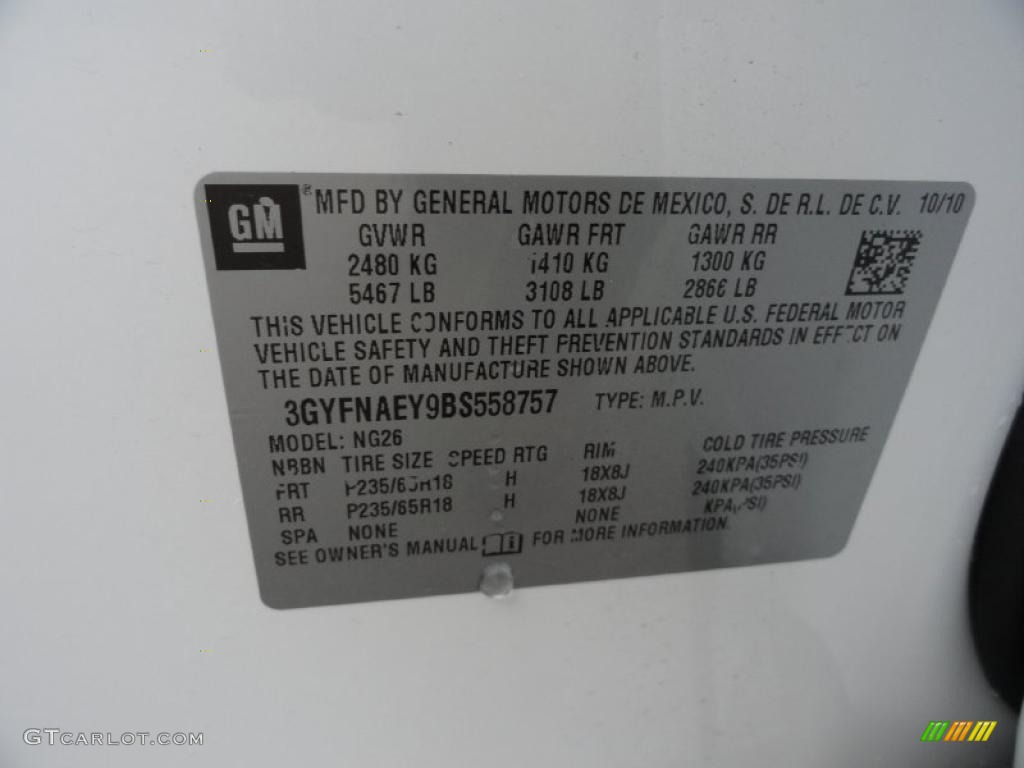 GM ® MFD BY GENERAL MOTORS DE MEXICO, S. DE R.L. DE C.V. 10/10
GVWR GAWR FRT GAWR RR
2480 KG 1410 KG 1300 KG
5467 LB 3108 LB 2866 LB
THIS VEHICLE CONFORMS TO ALL APPLICABLE U.S. FEDERAL MOTOR
VEHICLE SAFETY AND THEFT PREVENTION STANDARDS IN EFFECT ON
THE DATE OF MANUFACTURE SHOWN ABOVE.
3GYFNAEY9BS558757 TYPE: M.P.V.
MODEL: NG26
NBBN TIRE SIZE SPEED RTG RIM COLD TIRE PRESSURE
FRT P235/65R18 H 18X8J 240KPA(35PSI)
RR P235/65R18 H 18X8J 240KPA(35PSI)
SPA NONE NONE KPA(PSI)
SEE OWNER'S MANUAL FOR MORE INFORMATION.
GTCARLOT.COM